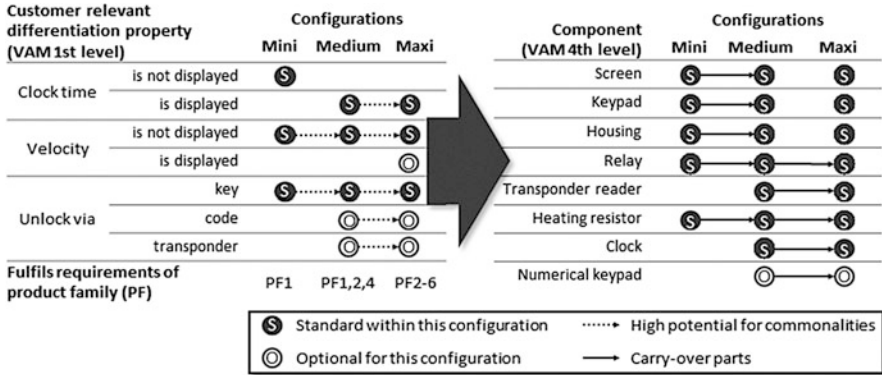 Customer relevant
differentiation property
(VAM 1st level)
Configurations
Mini Medium Maxi
Clock time
is not displayed S
is displayed S S
Velocity
is not displayed S S S
is displayed O
Unlock via
key S S S
code O O
transponder O O
Fulfils requirements of
product family (PF)
PF1 PF1,2,4 PF2-6
Component
(VAM 4th level)
Configurations
Mini Medium Maxi
Screen S S S
Keypad S S S
Housing S S S
Relay S S S
Transponder reader S S
Heating resistor S S S
Clock S S
Numerical keypad O O
S Standard within this configuration
High potential for commonalities
O Optional for this configuration
Carry-over parts